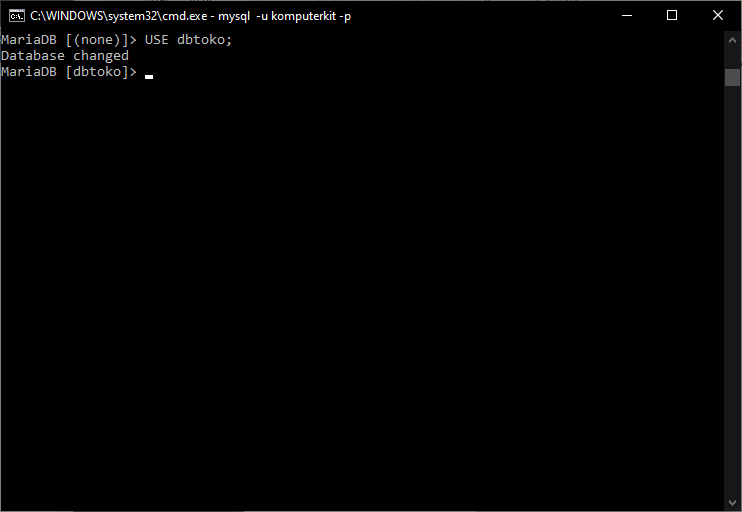 C:\WINDOWS\system32\cmd.exe - mysql  -u komputerkit -p
MariaDB [(none)]> USE dbtoko;
Database changed
MariaDB [dbtoko]>